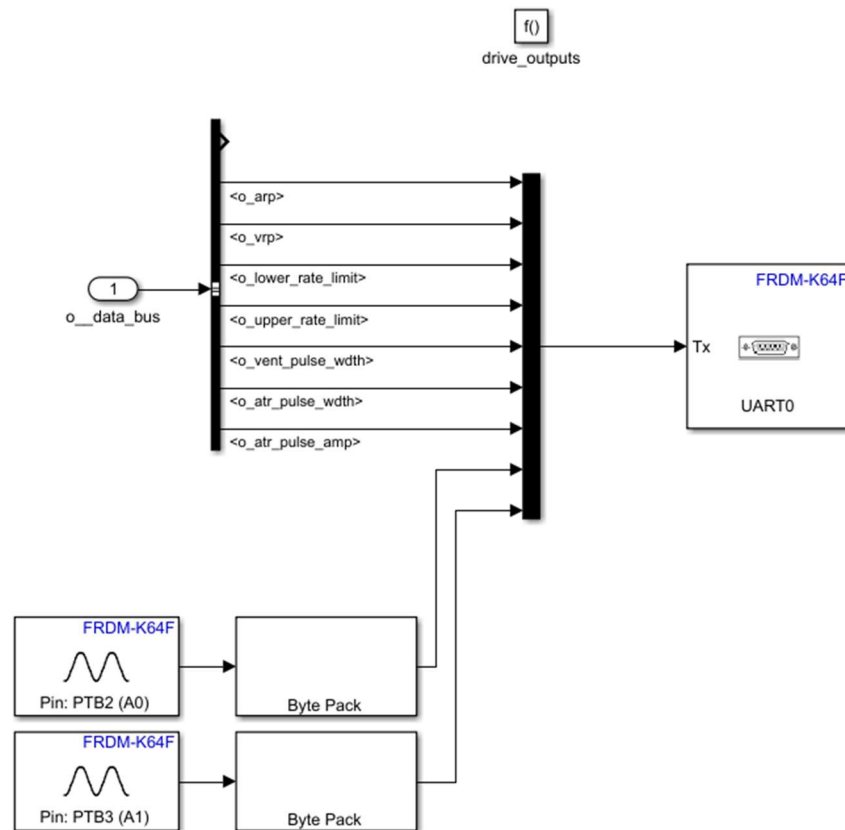 f()
drive_outputs
<o_arp>
<o_vrp>
<o_lower_rate_limit>
<o_upper_rate_limit>
<o_vent_pulse_wdth>
<o_atr_pulse_wdth>
<o_atr_pulse_amp>
1
o__data_bus
FRDM-K64F
Tx
UART0
FRDM-K64F
Pin: PTB2 (A0)
Byte Pack
FRDM-K64F
Pin: PTB3 (A1)
Byte Pack